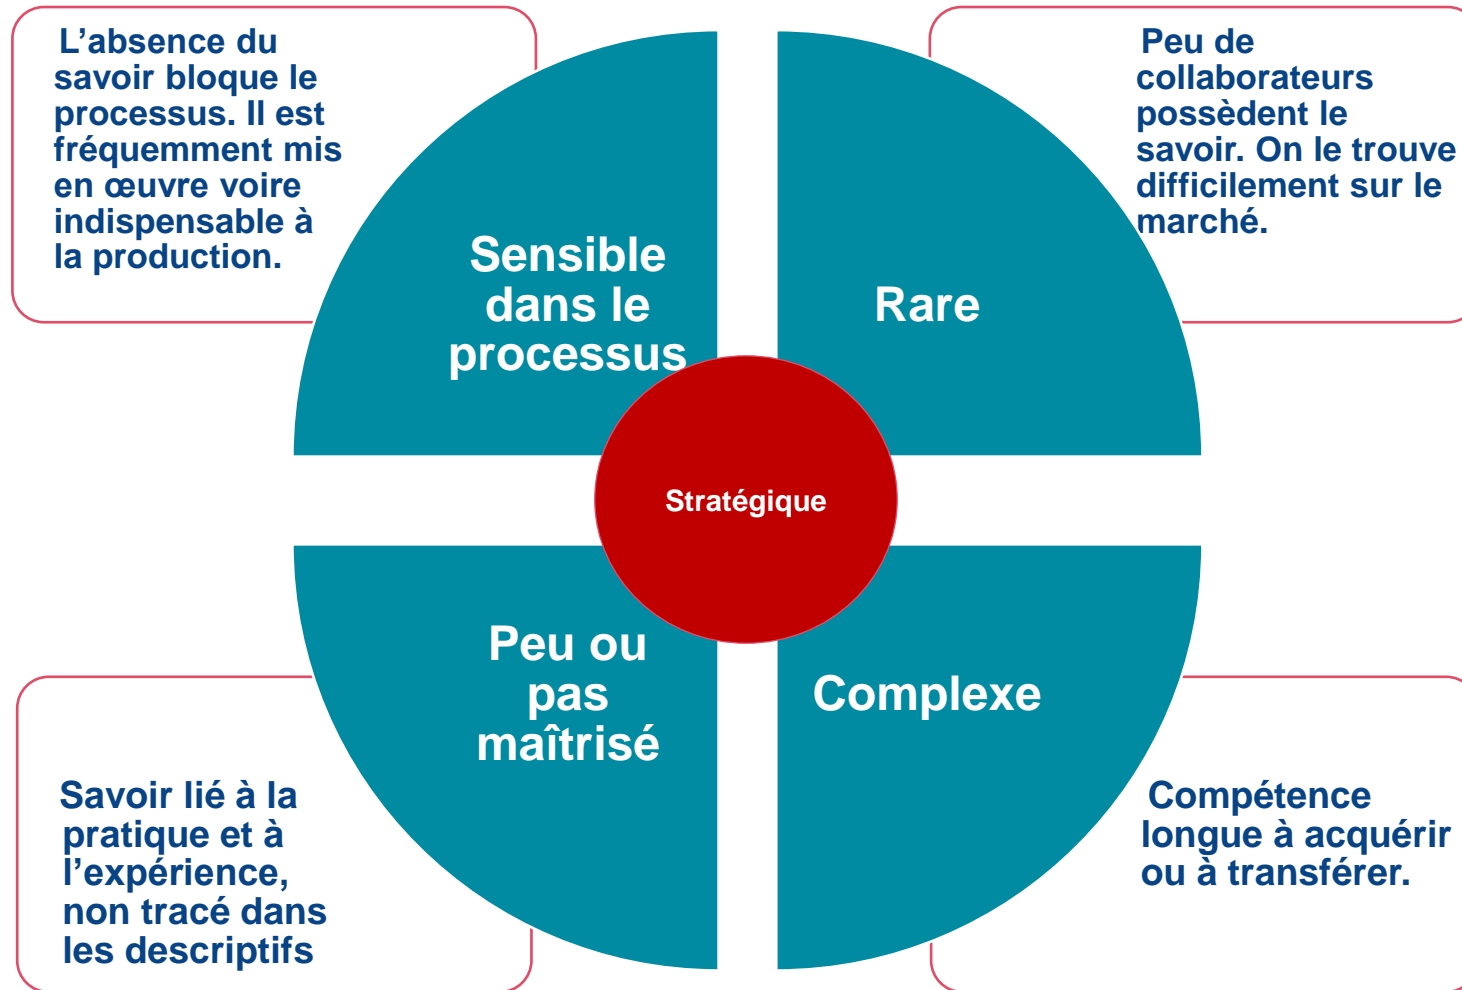 L’absence du
savoir bloque le
processus. Il est
fréquemment mis
en œuvre voire
indispensable à
la production.
Sensible
dans le
processus
Peu de
collaborateurs
possèdent le
savoir. On le trouve
difficilement sur le
marché.
Rare
Stratégique
Savoir lié à la
pratique et à
l’expérience,
non tracé dans
les descriptifs
Peu ou
pas
maîtrisé
Complexe
Compétence
longue à acquérir
ou à transférer.